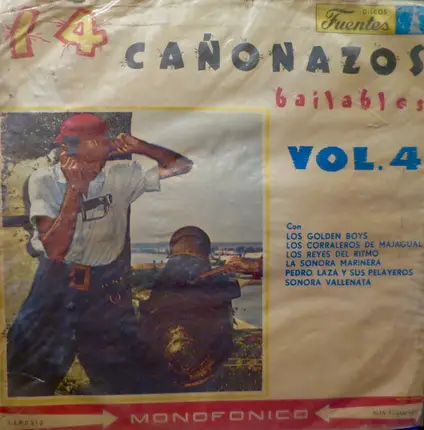 DISCOS
Fuentes
14
CAÑONAZOS
bailables
VOL. 4
Con
LOS GOLDEN BOYS
LOS CORRALEROS DE MAJAGUAL
LOS REYES DEL RITMO
LA SONORA MARINERA
PEDRO LAZA Y SUS PELAYEROS
SONORA VALLENATA
MONOFONICO